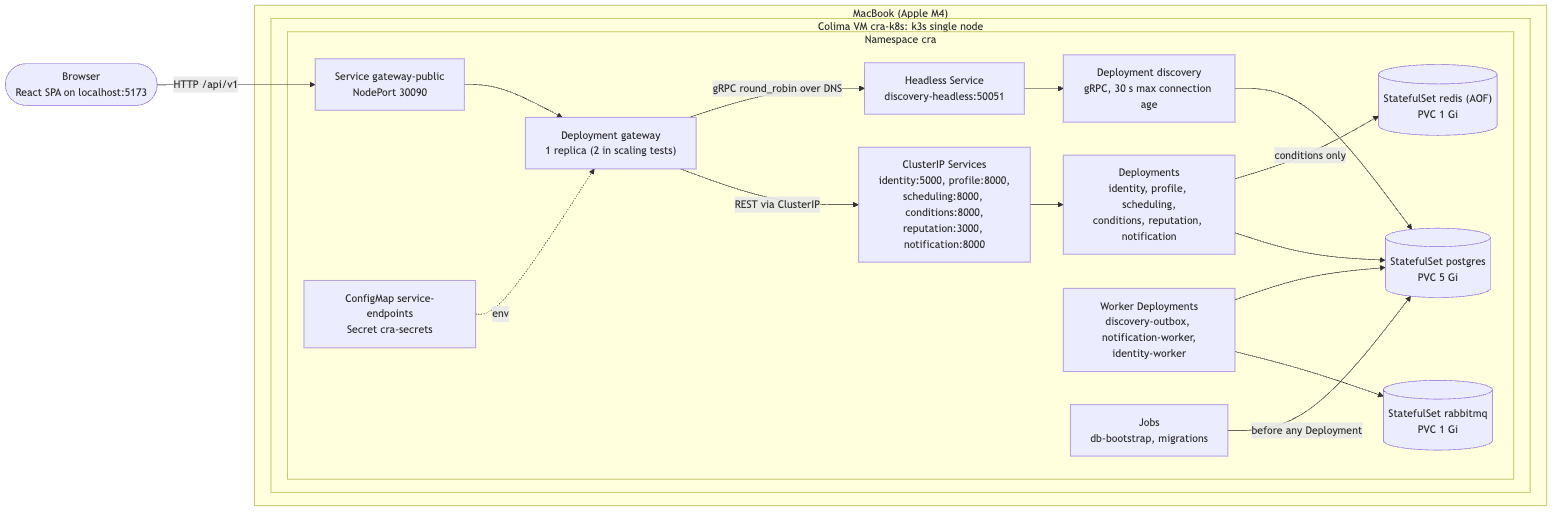 MacBook (Apple M4)
Colima VM cra-k8s: k3s single node
Namespace cra
Browser
React SPA on localhost:5173
HTTP /api/v1
Service gateway-public
NodePort 30090
Deployment gateway
1 replica (2 in scaling tests)
ConfigMap service-
endpoints
Secret cra-secrets
env
gRPC round_robin over DNS
REST via ClusterIP
Headless Service
discovery-headless:50051
ClusterIP Services
identity:5000, profile:8000,
scheduling:8000,
conditions:8000,
reputation:3000,
notification:8000
Deployment discovery
gRPC, 30 s max connection
age
Deployments
identity, profile,
scheduling,
conditions, reputation,
notification
Worker Deployments
discovery-outbox,
notification-worker,
identity-worker
Jobs
db-bootstrap, migrations
conditions only
before any Deployment
StatefulSet redis (AOF)
PVC 1 Gi
StatefulSet postgres
PVC 5 Gi
StatefulSet rabbitmq
PVC 1 Gi